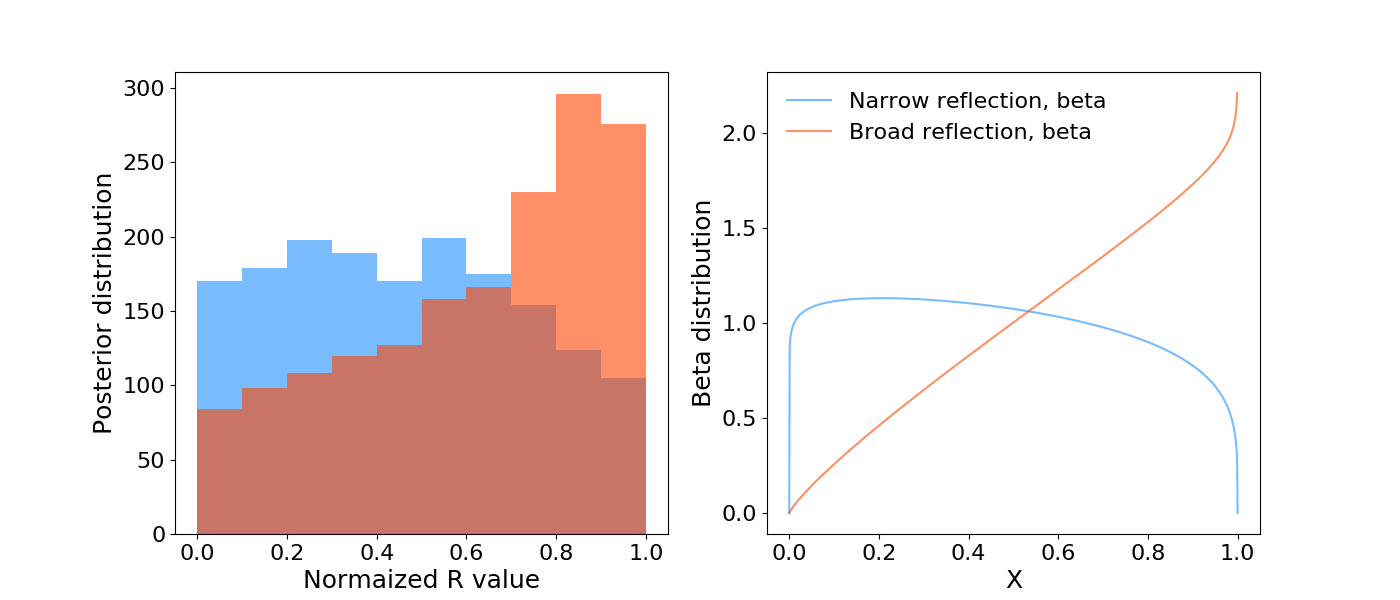 300
250
200
150
100
50
0
Posterior distribution
0.0 0.2 0.4 0.6 0.8 1.0
Normaized R value
Narrow reflection, beta
Broad reflection, beta
2.0
1.5
1.0
0.5
0.0
Beta distribution
0.0 0.2 0.4 0.6 0.8 1.0
X